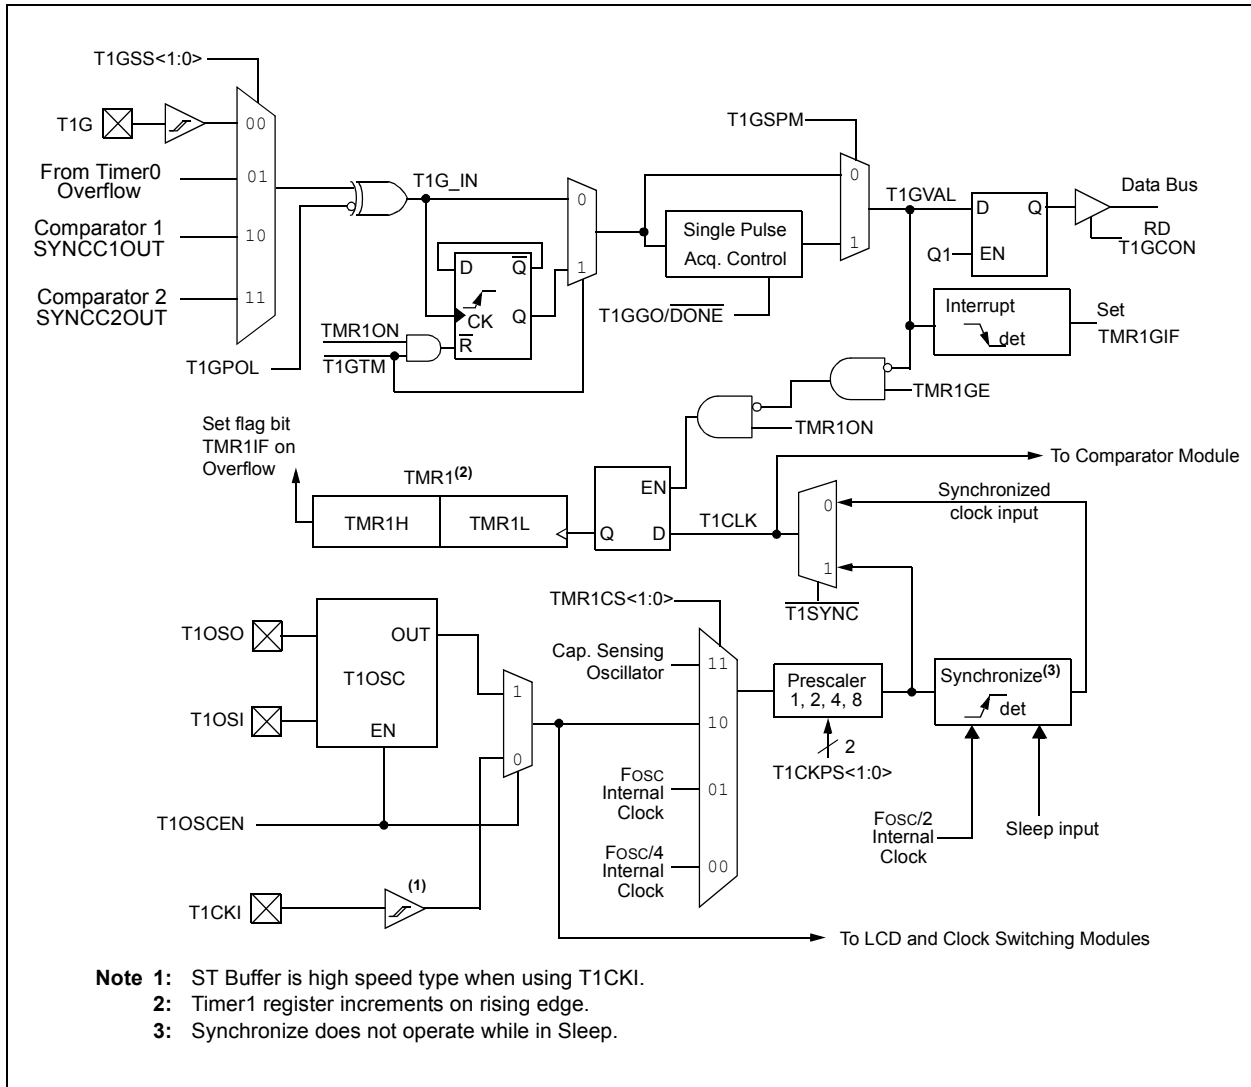 T1GSS<1:0>
T1G
00
From Timer0
Overflow
01
Comparator 1
SYNCC1OUT
10
Comparator 2
SYNCC2OUT
11
T1GPOL
T1G_IN
0
1
D
Q
CK
Q
R
TMR1ON
T1GTM
T1GSPM
0
1
Single Pulse
Acq. Control
T1GGO/DONE
T1GVAL
D
Q
Q1
EN
Data Bus
RD
T1GCON
Interrupt
det
Set
TMR1GIF
TMR1GE
TMR1ON
Set flag bit
TMR1IF on
Overflow
TMR1(2)
TMR1H
TMR1L
EN
Q
D
T1CLK
To Comparator Module
Synchronized
clock input
0
1
T1SYNC
TMR1CS<1:0>
T1OSO
T1OSI
OUT
T1OSC
EN
1
0
T1OSCEN
T1CKI
(1)
Cap. Sensing
Oscillator
11
10
FOSC
Internal
Clock
01
FOSC/4
Internal
Clock
00
Prescaler
1, 2, 4, 8
2
T1CKPS<1:0>
Synchronize(3)
det
FOSC/2
Internal
Clock
Sleep input
To LCD and Clock Switching Modules
Note 1: ST Buffer is high speed type when using T1CKI.
2: Timer1 register increments on rising edge.
3: Synchronize does not operate while in Sleep.